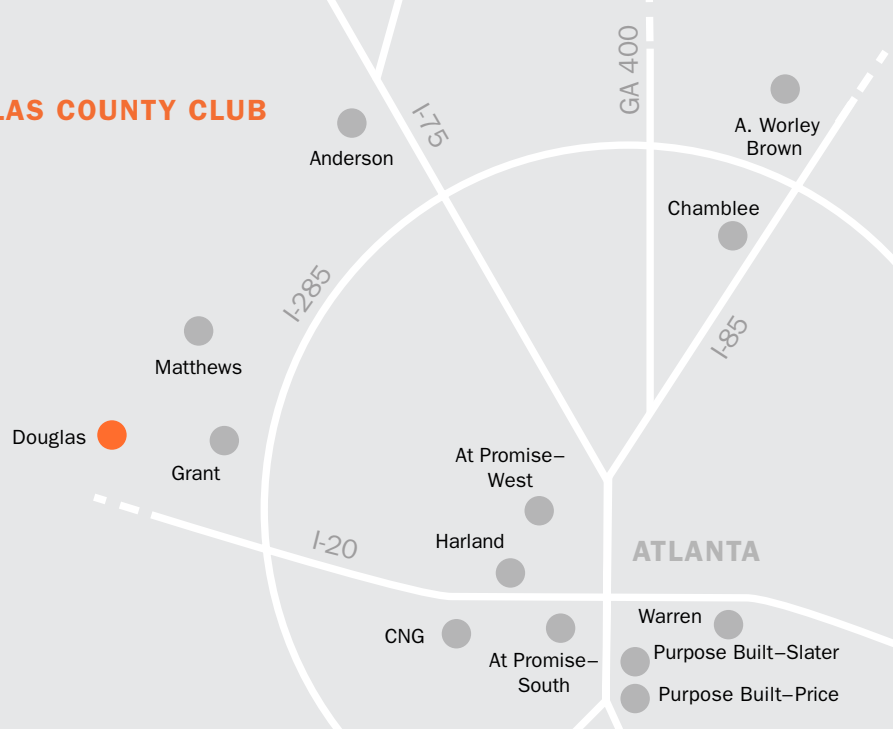 GA 400
LAS COUNTY CLUB
I-75
A. Worley
Brown
Anderson
Chamble​e
I-285
I-85
Matthews
Douglas
Grant
At Promise–
West
I-20
Harland
ATLANTA
Warren
CNG
Purpose Built–Slater
At Promise–
South
Purpose Built–Price